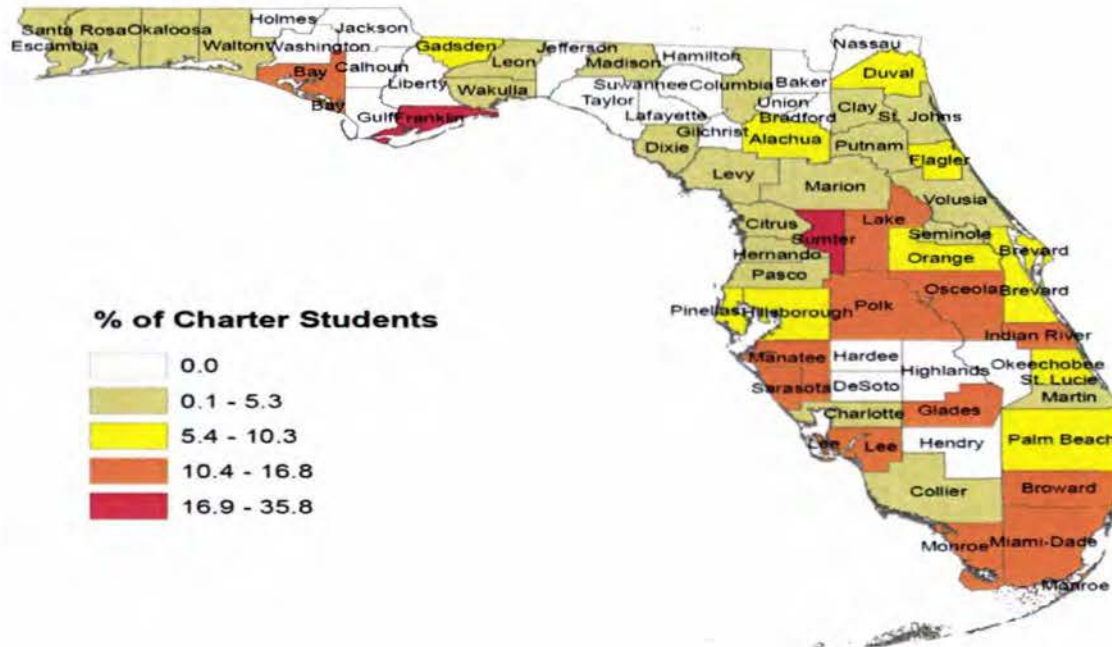 Holmes
Jackson
Santa Rosa Okaloosa
Escambia
Walton
Washington
Bay
Calhoun
Bay
Liberty
Gulf
Franklin
Gadsden
Leon
Wakulla
Jefferson
Madison
Hamilton
Suwannee
Columbia
Taylor
Lafayette
Baker
Union
Bradford
Gilchrist
Alachua
Nassau
Duval
Clay
St. Johns
Dixie
Putnam
Flagler
Levy
Marion
Volusia
Citrus
Lake
Sumter
Seminole
Hernando
Orange
Brevard
Pasco
Osceola
Brevard
Pinellas
Hillsborough
Polk
Indian River
Manatee
Hardee
Okeechobee
Highlands
St. Lucie
Sarasota
DeSoto
Martin
Charlotte
Glades
Lee
Lee
Hendry
Palm Beach
Collier
Broward
Monroe
Miami-Dade
Monroe
% of Charter Students
0.0
0.1 - 5.3
5.4 - 10.3
10.4 - 16.8
16.9 - 35.8